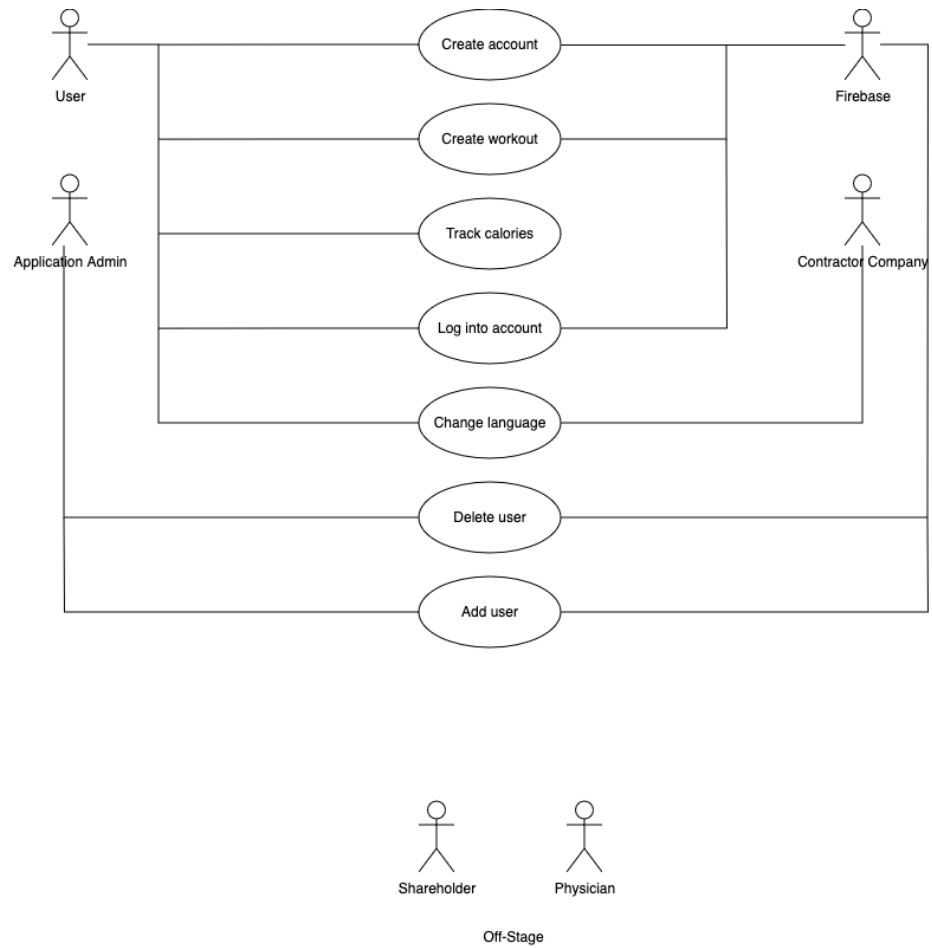 Create account
User
Firebase
Create workout
Track calories
Application Admin
Contractor Company
Log into account
Change language
Delete user
Add user
Shareholder
Physician
Off-Stage